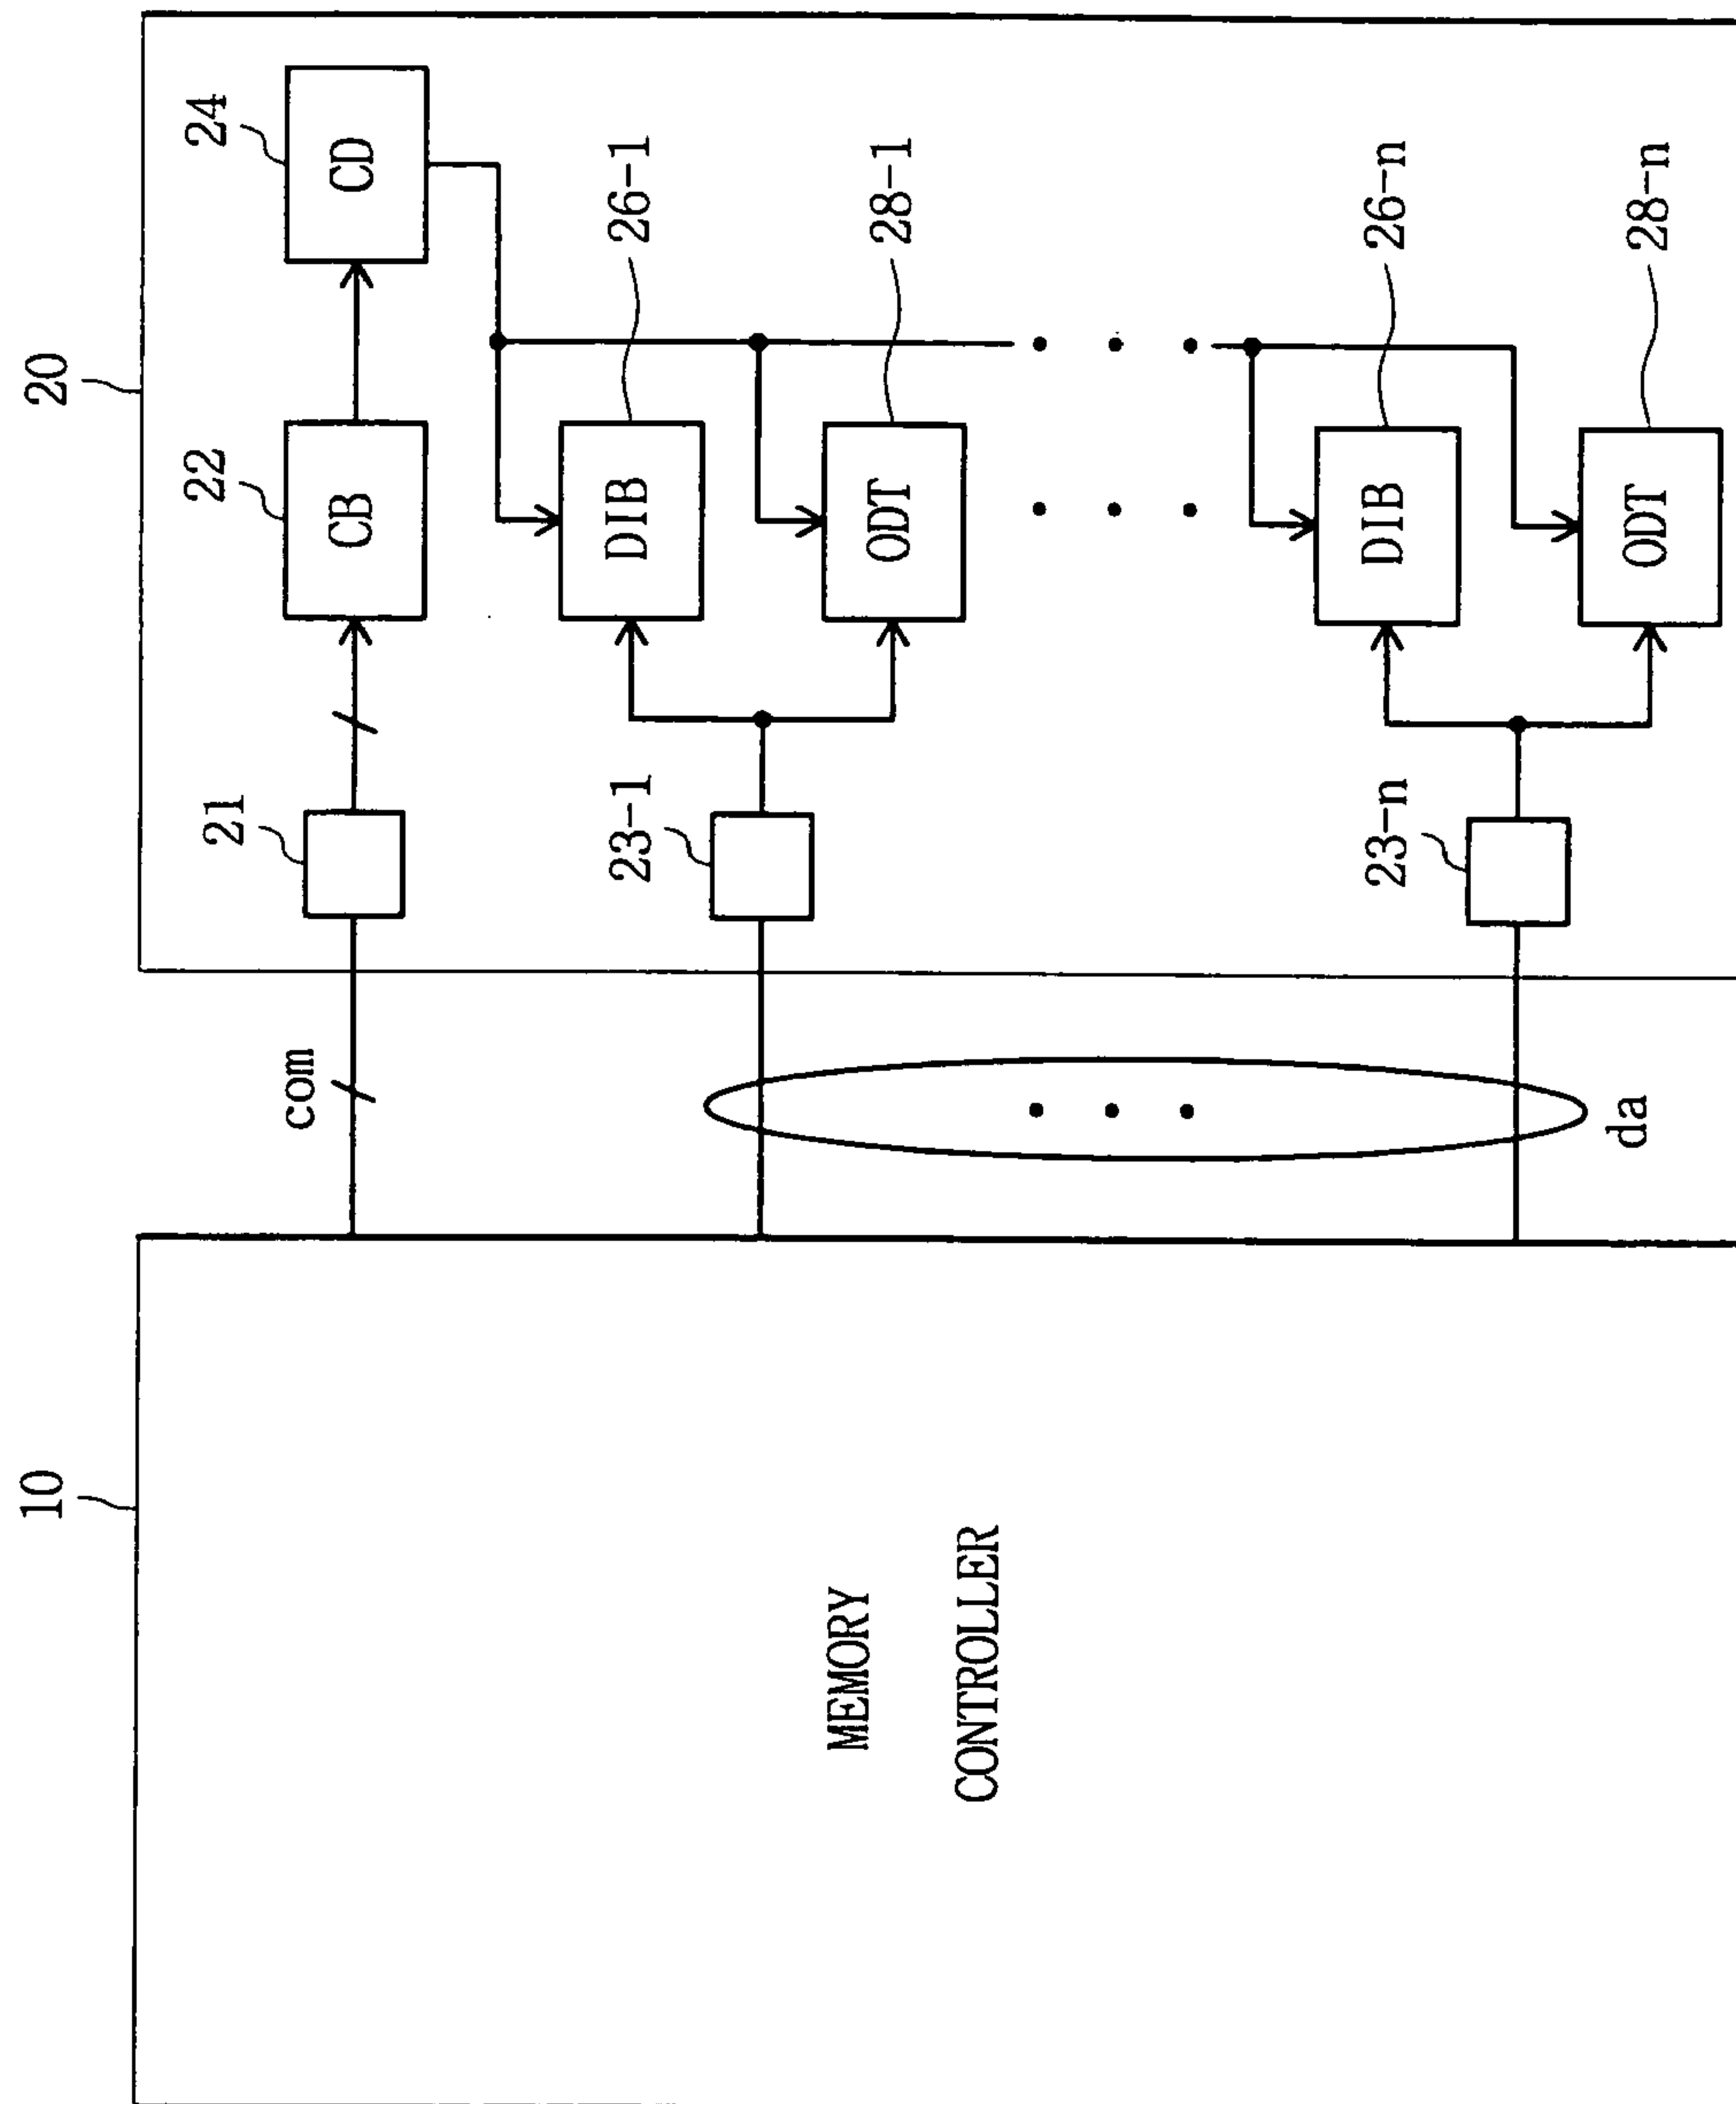 10
20
MEMORY
CONTROLLER
com
21
22
CB
24
CD
23-1
DIB
26-1
ODT
28-1
23-n
DIB
26-n
da
ODT
28-n